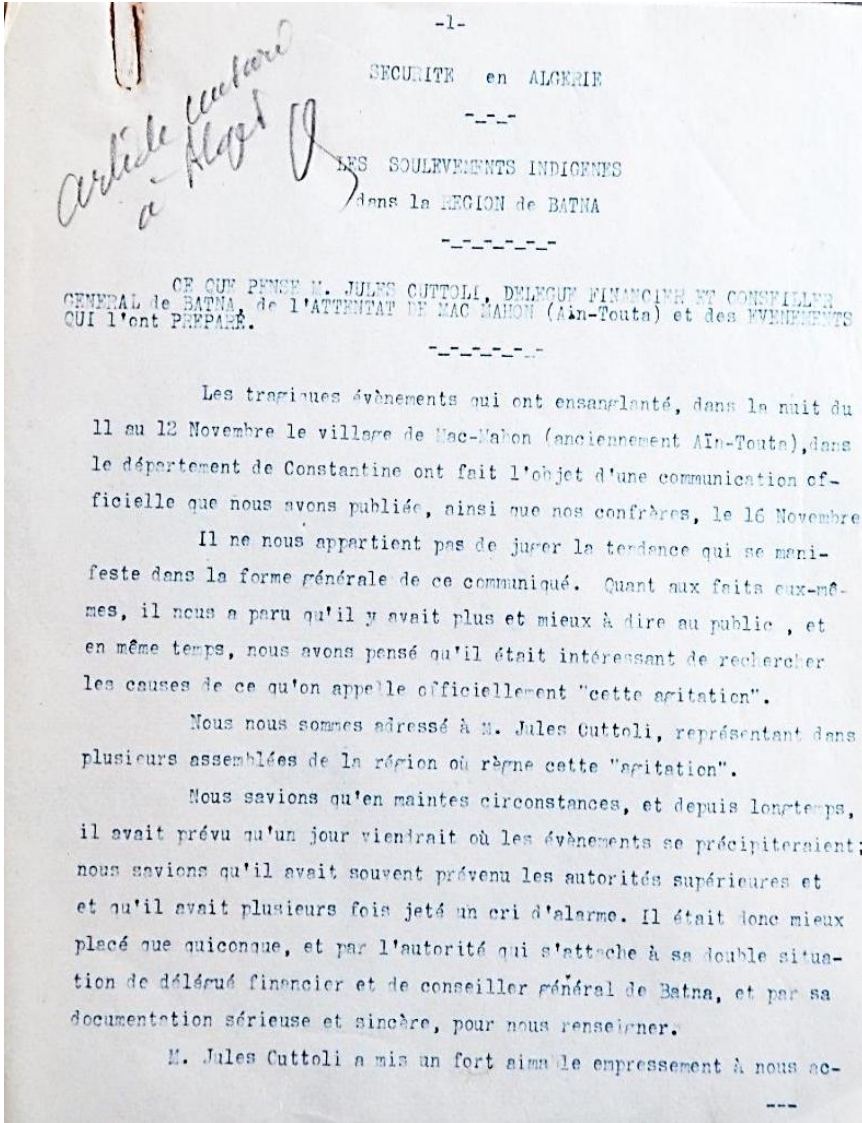 -1-
article censuré
à Alger
SECURITE en ALGERIE
-_-_-
LES SOULEVEMENTS INDIGENES
dans la REGION de BATNA
-_-_-_-_-_-
CE QUE PENSE M. JULES CUTTOLI, DELEGUE FINANCIER ET CONSEILLER
GENERAL de BATNA, de l'ATTENTAT DE MAC MAHON (Aïn-Touta) et des EVENEMENTS
QUI l'ont PREPARÉ.
-_-_-_-_-_-
Les tragiques évènements qui ont ensanglanté, dans la nuit du
11 au 12 Novembre le village de Mac-Mahon (anciennement AÏn-Touta),dans
le département de Constantine ont fait l'objet d'une communication of-
ficielle que nous avons publiée, ainsi que nos confrères, le 16 Novembre
Il ne nous appartient pas de juger la tendance qui se mani-
feste dans la forme générale de ce communiqué. Quant aux faits eux-mê-
mes, il nous a paru qu'il y avait plus et mieux à dire au public , et
en même temps, nous avons pensé qu'il était intéressant de rechercher
les causes de ce qu'on appelle officiellement "cette agitation".
Nous nous sommes adressé à M. Jules Cuttoli, représentant dans
plusieurs assemblées de la région où règne cette "agitation".
Nous savions qu'en maintes circonstances, et depuis longtemps,
il avait prévu qu'un jour viendrait où les évènements se précipiteraient;
nous savions qu'il avait souvent prévenu les autorités supérieures et
et qu'il avait plusieurs fois jeté un cri d'alarme. Il était donc mieux
placé que quiconque, et par l'autorité qui s'attache à sa double situa-
tion de délégué financier et de conseiller général de Batna, et par sa
documentation sérieuse et sincère, pour nous renseigner.
M. Jules Cuttoli a mis un fort aimable empressement à nous ac-
---